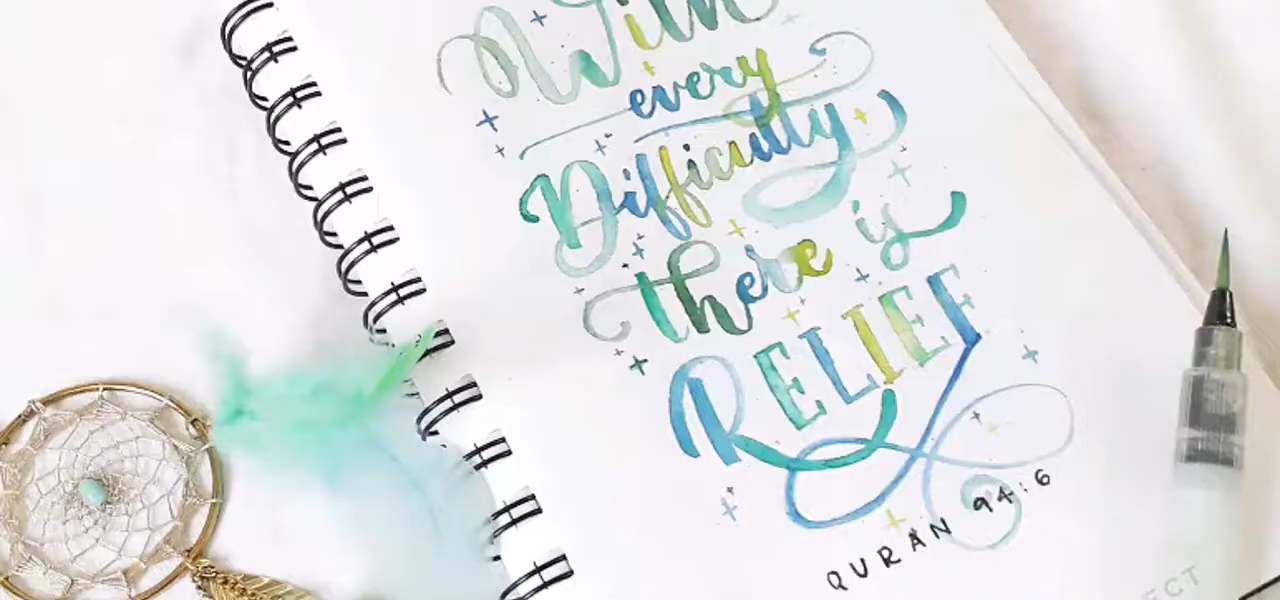 With
every
Difficulty
there is
RELIEF
QURAN 94:6